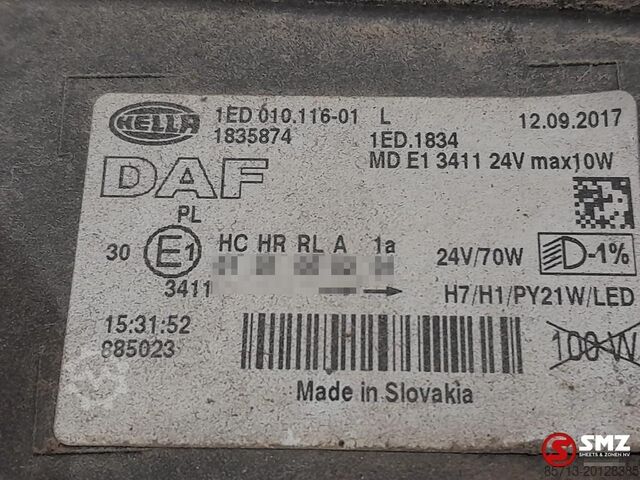 HELLA 1ED 010.116-01 L 12.09.2017
1835874 1ED.1834
DAF MD E1 3411 24V max10W
PL
30 E1 HC HR RL A 1a 24V/70W D-1%
3411 H7/H1/PY21W/LED
15:31:52
885023 100 W
Made in Slovakia
SMZ
SHEETS & ZONEN NV
85713-20128385